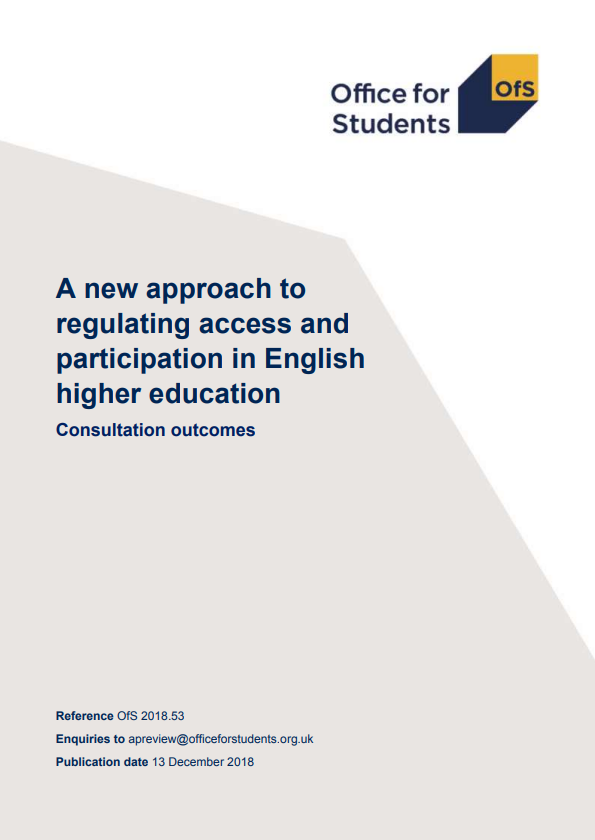 Office for
Students
OfS
A new approach to
regulating access and
participation in English
higher education
Consultation outcomes
Reference OfS 2018.53
Enquiries to apreview@officeforstudents.org.uk
Publication date 13 December 2018